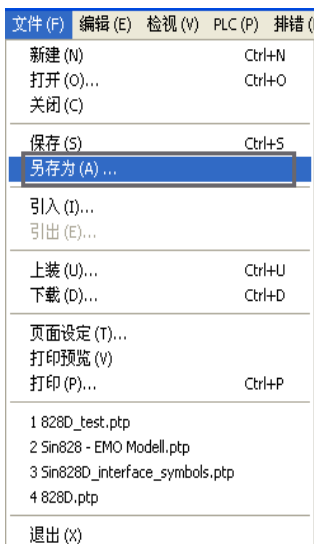 文件 (F) 编辑 (E) 检视 (V) PLC (P) 排错 (
新建 (N) Ctrl+N
打开 (O)... Ctrl+O
关闭 (C)
保存 (S) Ctrl+S
另存为 (A) ...
引入 (I)...
引出 (E)...
上装 (U)... Ctrl+U
下载 (D)... Ctrl+D
页面设定 (T)...
打印预览 (V)
打印 (P)... Ctrl+P
1 828D_test.ptp
2 Sin828 - EMO Modell.ptp
3 Sin828D_interface_symbols.ptp
4 828D.ptp
退出 (X)